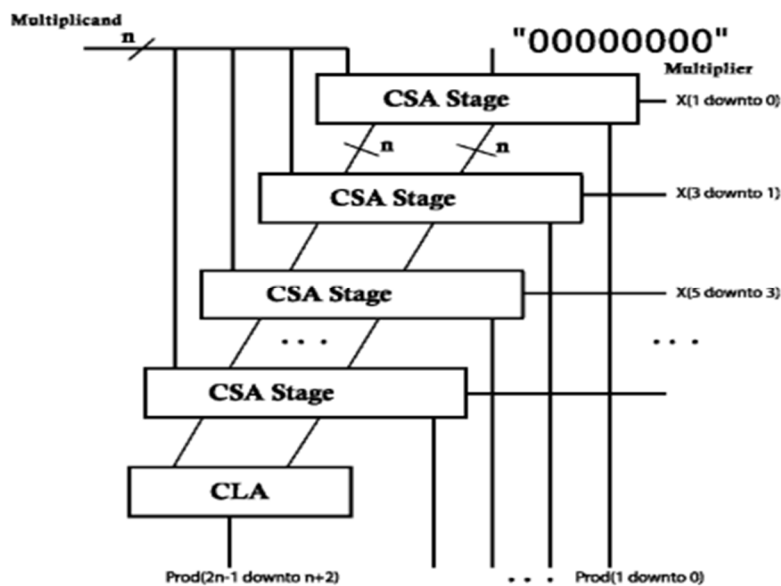 Multiplicand
n
"00000000"
Multiplier
CSA Stage
X(1 downto 0)
n
n
CSA Stage
X(3 downto 1)
CSA Stage
X(5 downto 3)
. . .
. . .
CSA Stage
CLA
Prod(2n-1 downto n+2)
. . .
Prod(1 downto 0)